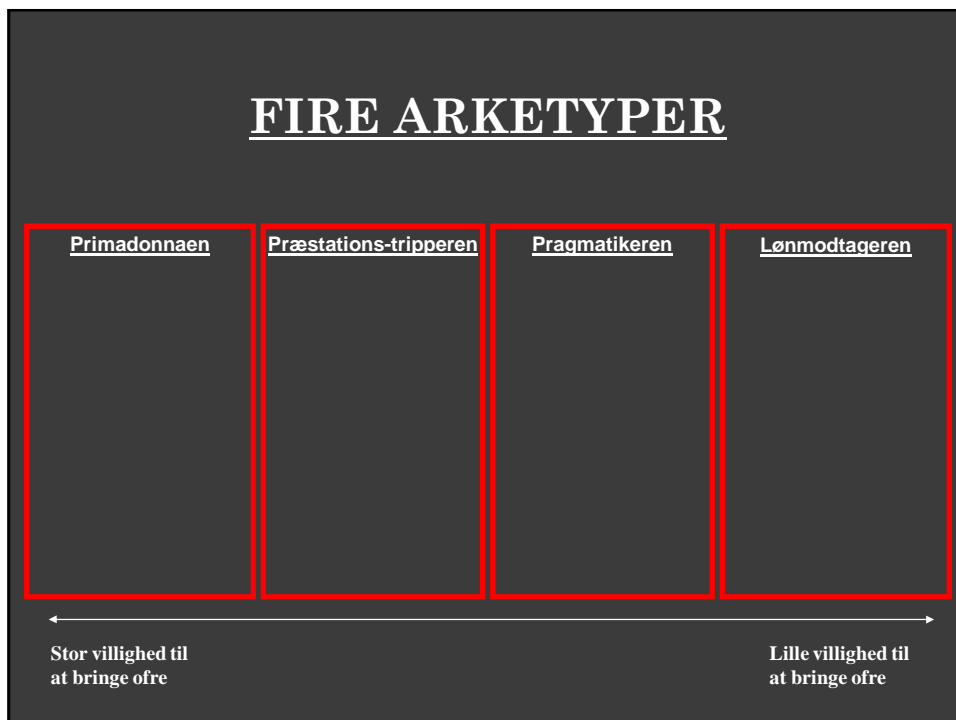 FIRE ARKETYPER
Primadonnaen
Præstations-tripperen
Pragmatikeren
Lønmodtageren
Stor villighed til
at bringe ofre
Lille villighed til
at bringe ofre